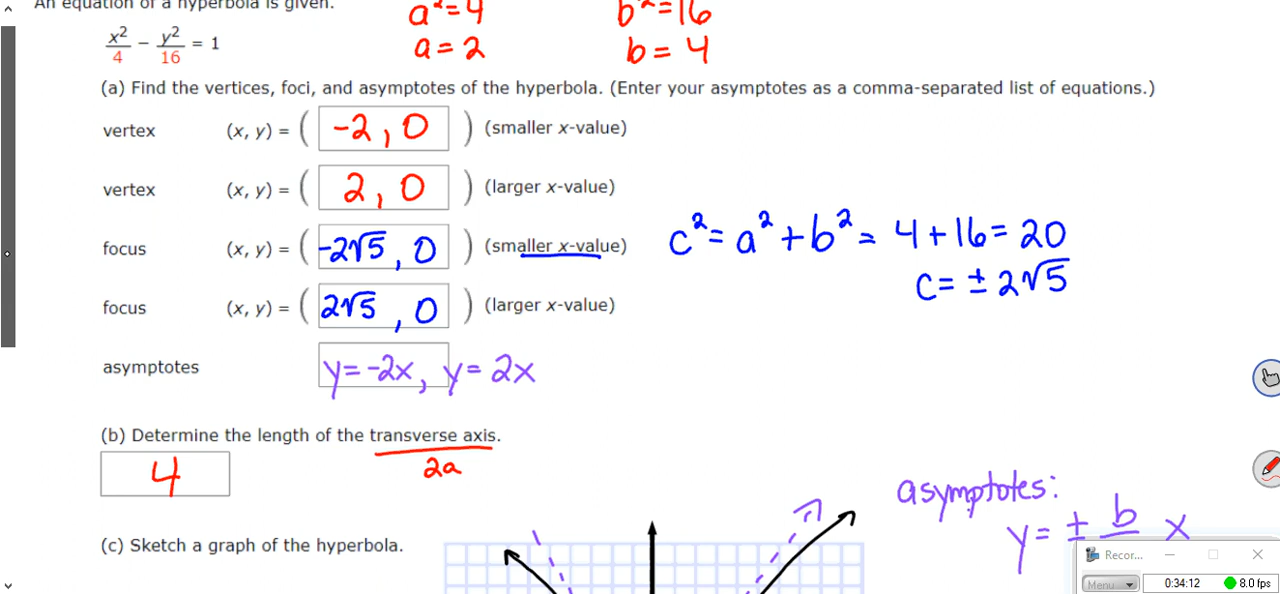 An equation of a hyperbola is given.
a²=4
b²=16
x²/4 − y²/16 = 1
a=2
b=4
(a) Find the vertices, foci, and asymptotes of the hyperbola. (Enter your asymptotes as a comma-separated list of equations.)
vertex (x, y) = ( -2, 0 ) (smaller x-value)
vertex (x, y) = ( 2, 0 ) (larger x-value)
c²=a²+b²= 4+16=20
focus (x, y) = ( -2√5, 0 ) (smaller x-value)
c= ±2√5
focus (x, y) = ( 2√5, 0 ) (larger x-value)
asymptotes y=-2x, y=2x
(b) Determine the length of the transverse axis.
4
2a
asymptotes:
y= ± b x
(c) Sketch a graph of the hyperbola.
Recor...
Menu
0:34:12
8.0 fps